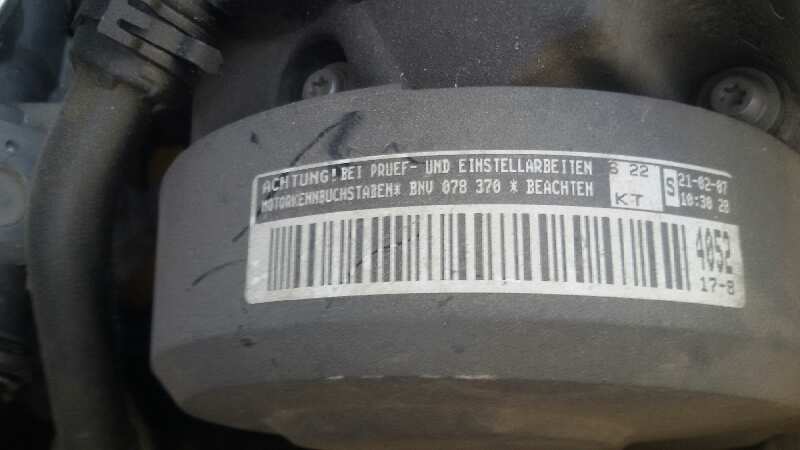 ACHTUNG! BEI PRUEF- UND EINSTELLARBEITEN
MOTORKENNBUCHSTABEN* BNV 078 370 * BEACHTEN
S 22
KT
S
21-02-07
10:30 28
4052
17-8